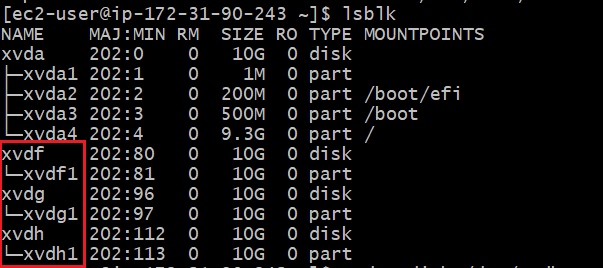 [ec2-user@ip-172-31-90-243 ~]$ lsblk
NAME    MAJ:MIN RM  SIZE RO TYPE MOUNTPOINTS
xvda    202:0    0   10G  0 disk
├─xvda1 202:1    0    1M  0 part
├─xvda2 202:2    0  200M  0 part /boot/efi
├─xvda3 202:3    0  500M  0 part /boot
└─xvda4 202:4    0  9.3G  0 part /
xvdf    202:80   0   10G  0 disk
└─xvdf1 202:81   0   10G  0 part
xvdg    202:96   0   10G  0 disk
└─xvdg1 202:97   0   10G  0 part
xvdh    202:112  0   10G  0 disk
└─xvdh1 202:113  0   10G  0 part